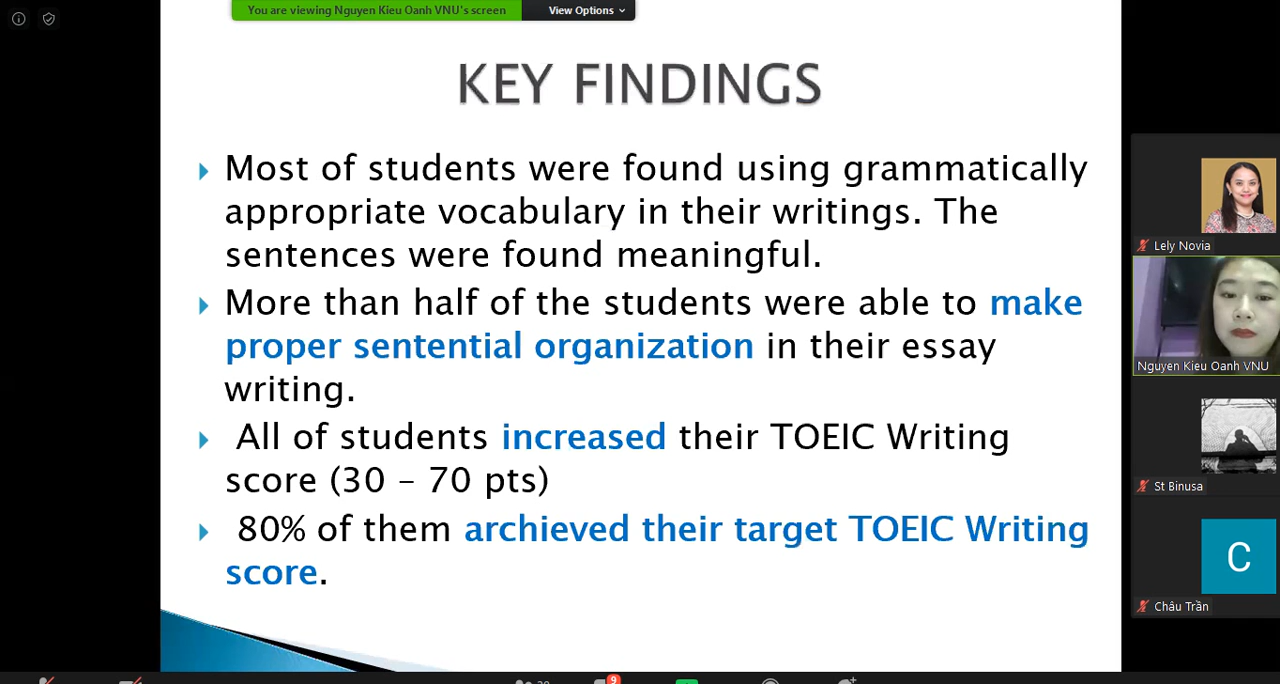 You are viewing Nguyen Kieu Oanh VNU's screen
View Options
KEY FINDINGS
Most of students were found using grammatically
appropriate vocabulary in their writings. The
sentences were found meaningful.
More than half of the students were able to make
proper sentential organization in their essay
writing.
All of students increased their TOEIC Writing
score (30 – 70 pts)
80% of them archieved their target TOEIC Writing
score.
Lely Novia
Nguyen Kieu Oanh VNU
St Binusa
C
Châu Trần
9